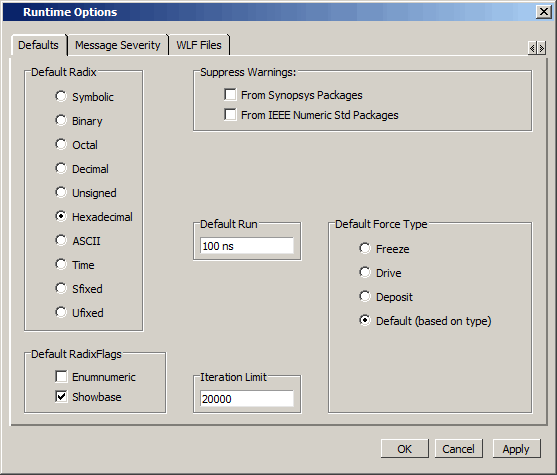 Runtime Options
Defaults
Message Severity
WLF Files
Default Radix
Symbolic
Binary
Octal
Decimal
Unsigned
Hexadecimal
ASCII
Time
Sfixed
Ufixed
Default RadixFlags
Enumnumeric
Showbase
Suppress Warnings:
From Synopsys Packages
From IEEE Numeric Std Packages
Default Run
100 ns
Iteration Limit
20000
Default Force Type
Freeze
Drive
Deposit
Default (based on type)
OK
Cancel
Apply